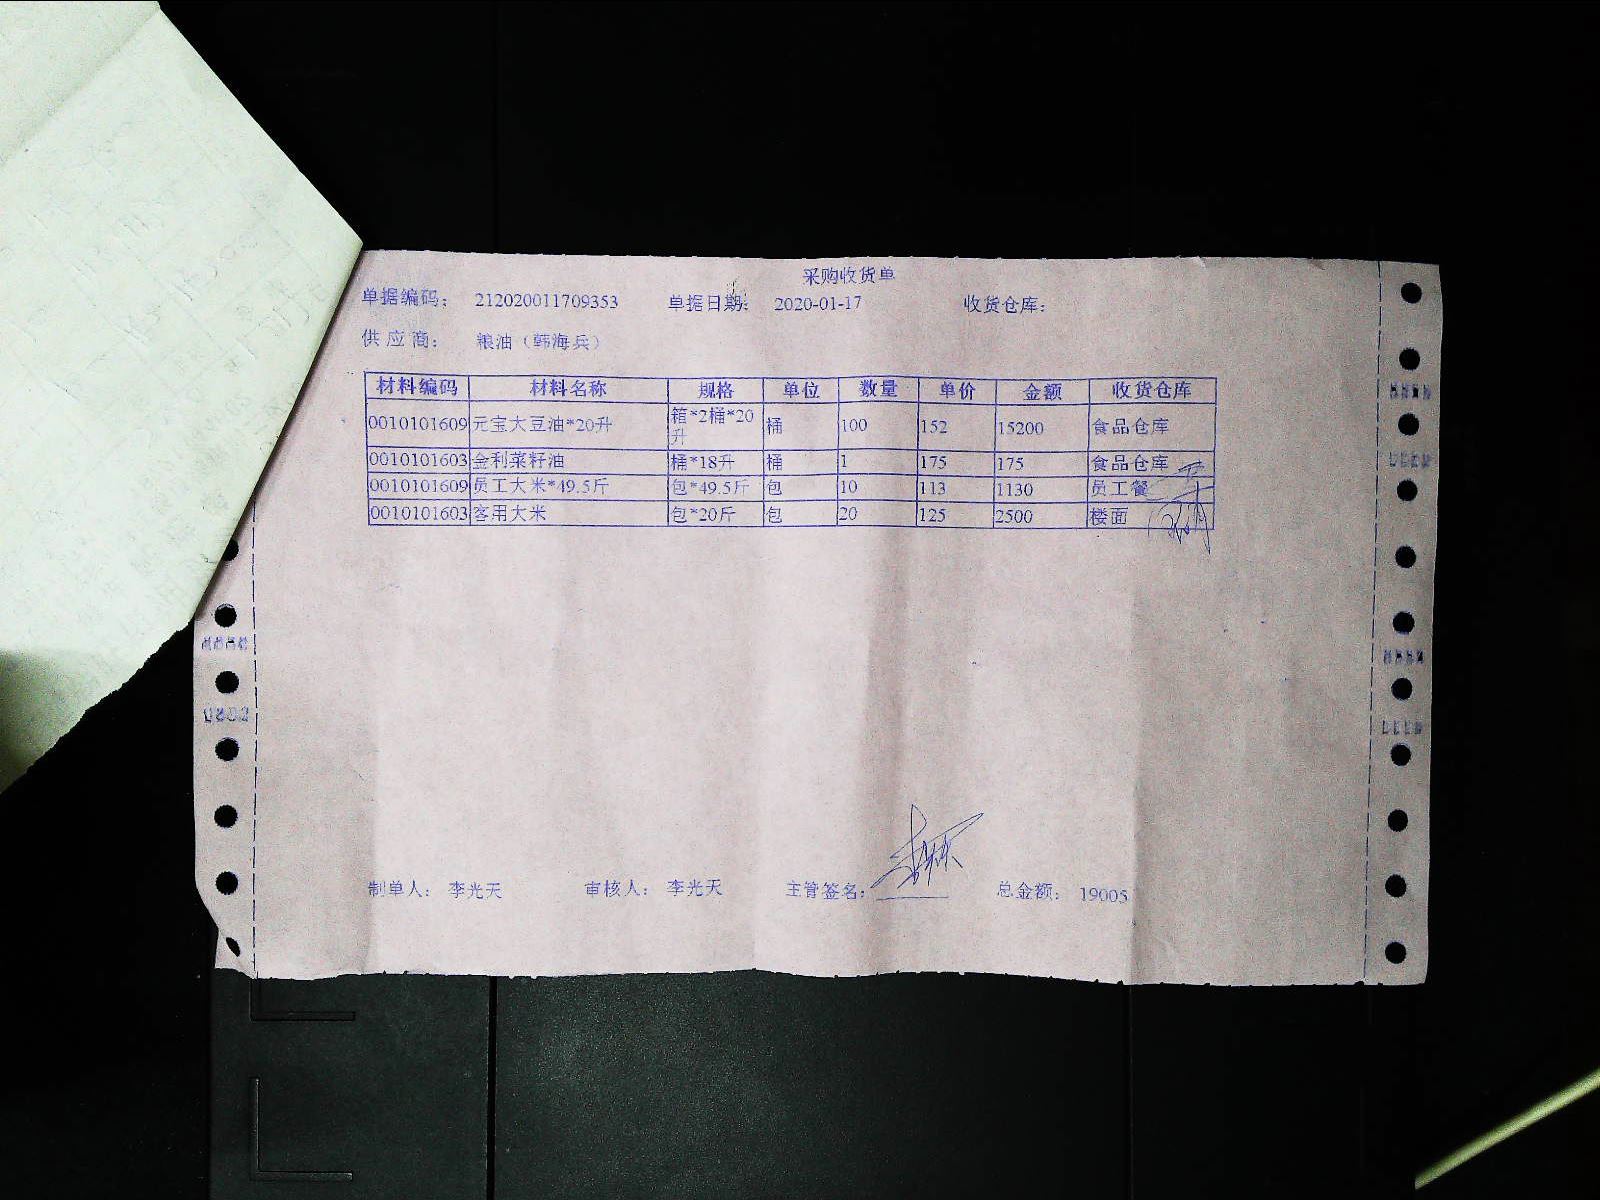 采购收货单
单据编码： 212020011709353 单据日期： 2020-01-17 收货仓库：
供应商： 粮油（韩海兵）
材料编码 材料名称 规格 单位 数量 单价 金额 收货仓库
0010101609 元宝大豆油*20升 箱*2桶*20升 桶 100 152 15200 食品仓库
0010101603 金利菜籽油 桶*18升 桶 1 175 175 食品仓库
0010101609 员工大米*49.5斤 包*49.5斤 包 10 113 1130 员工餐
0010101603 客用大米 包*20斤 包 20 125 2500 楼面
制单人： 李光天 审核人： 李光天 主管签名： 总金额： 19005